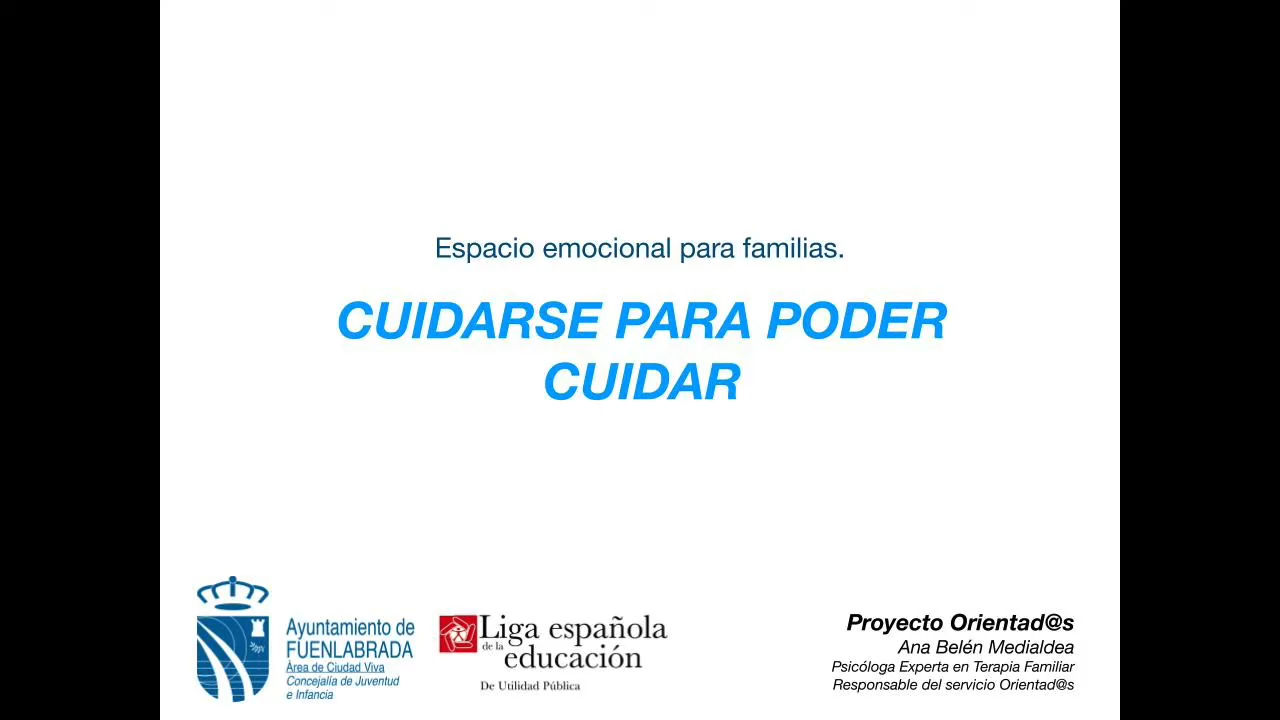 Espacio emocional para familias.
CUIDARSE PARA PODER
CUIDAR
Ayuntamiento de
FUENLABRADA
Área de Ciudad Viva
Concejalía de Juventud
e Infancia
Liga española
de la
educación
De Utilidad Pública
Proyecto Orientad@s
Ana Belén Medialdea
Psicóloga Experta en Terapia Familiar
Responsable del servicio Orientad@s